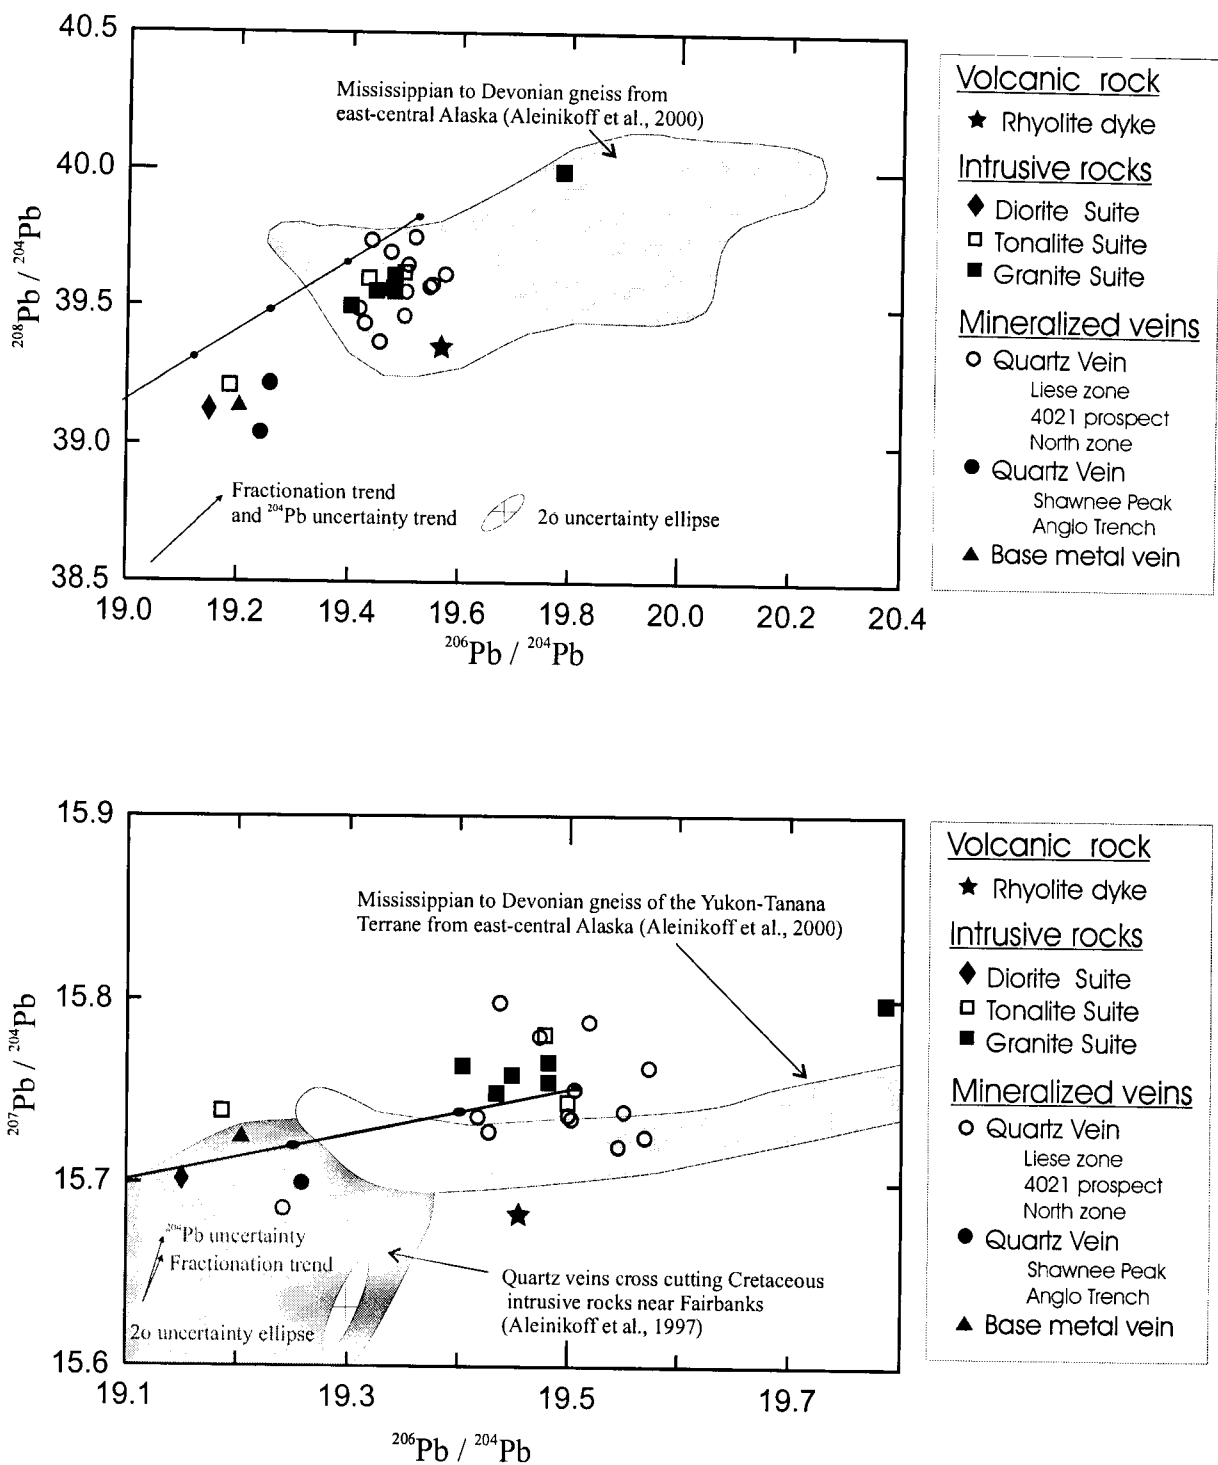 40.5
40.0
39.5
39.0
38.5
²⁰⁸Pb / ²⁰⁴Pb
Mississippian to Devonian gneiss from
east-central Alaska (Aleinikoff et al., 2000)
Fractionation trend
and ²⁰⁴Pb uncertainty trend
2σ uncertainty ellipse
19.0 19.2 19.4 19.6 19.8 20.0 20.2 20.4
²⁰⁶Pb / ²⁰⁴Pb
Volcanic rock
Rhyolite dyke
Intrusive rocks
Diorite Suite
Tonalite Suite
Granite Suite
Mineralized veins
Quartz Vein
Liese zone
4021 prospect
North zone
Quartz Vein
Shawnee Peak
Anglo Trench
Base metal vein
15.9
15.8
15.7
15.6
²⁰⁷Pb / ²⁰⁴Pb
Mississippian to Devonian gneiss of the Yukon-Tanana
Terrane from east-central Alaska (Aleinikoff et al., 2000)
²⁰⁴Pb uncertainty
Fractionation trend
2σ uncertainty ellipse
Quartz veins cross cutting Cretaceous
intrusive rocks near Fairbanks
(Aleinikoff et al., 1997)
19.1 19.3 19.5 19.7
²⁰⁶Pb / ²⁰⁴Pb
Volcanic rock
Rhyolite dyke
Intrusive rocks
Diorite Suite
Tonalite Suite
Granite Suite
Mineralized veins
Quartz Vein
Liese zone
4021 prospect
North zone
Quartz Vein
Shawnee Peak
Anglo Trench
Base metal vein